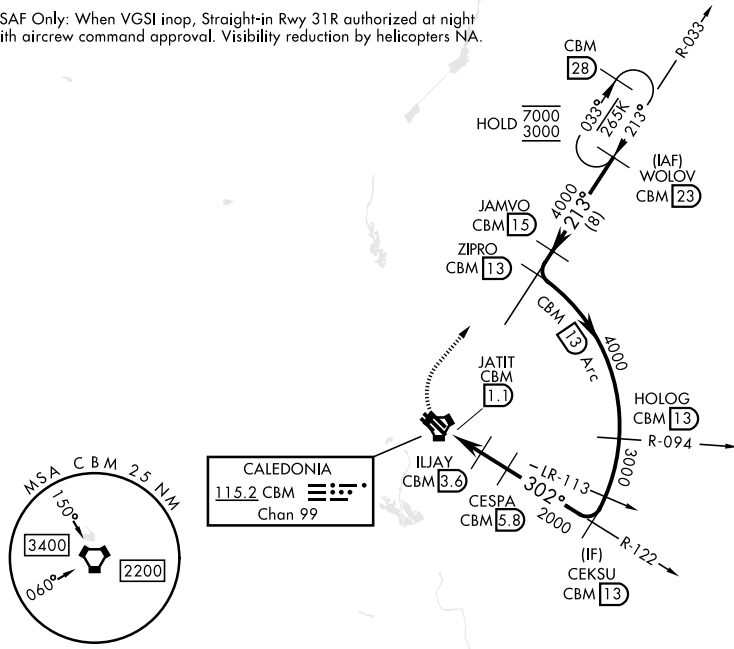 SAF Only: When VGSI inop, Straight-in Rwy 31R authorized at night
ith aircrew command approval. Visibility reduction by helicopters NA.
CBM
28
R-033
HOLD
7000
3000
033°
265K
213°
(IAF)
WOLOV
CBM 23
4000
213°
(8)
JAMVO
CBM 15
ZIPRO
CBM 13
CBM 13 Arc
4000
JATIT
CBM
1.1
HOLOG
CBM 13
R-094
3000
CALEDONIA
115.2 CBM
Chan 99
ILJAY
CBM 3.6
LR-113
302°
2000
CESPA
CBM 5.8
R-122
(IF)
CEKSU
CBM 13
MSA CBM 25 NM
150°
3400
2200
060°